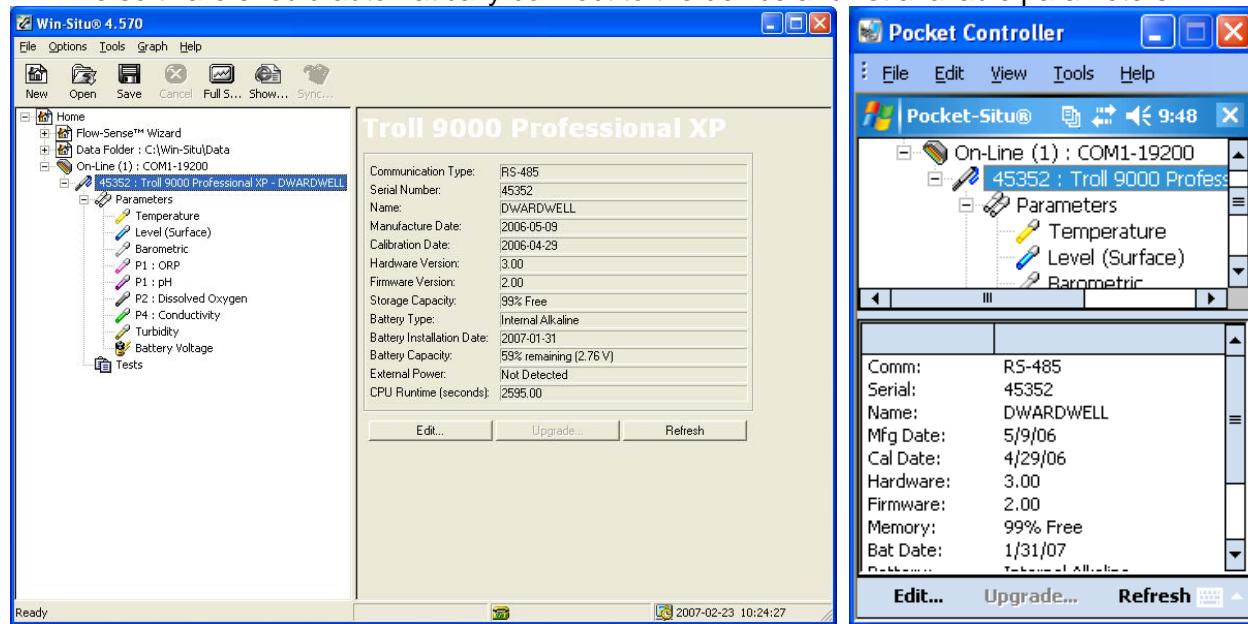 Win-Situ® 4.570
File Options Tools Graph Help
New Open Save Cancel Full S... Show... Sync...
Home
Flow-Sense™ Wizard
Data Folder : C:\Win-Situ\Data
On-Line (1) : COM1-19200
45352 : Troll 9000 Professional XP - DWARDWELL
Parameters
Temperature
Level (Surface)
Barometric
P1 : ORP
P1 : pH
P2 : Dissolved Oxygen
P4 : Conductivity
Turbidity
Battery Voltage
Tests
Troll 9000 Professional XP
Communication Type: RS-485
Serial Number: 45352
Name: DWARDWELL
Manufacture Date: 2006-05-09
Calibration Date: 2006-04-29
Hardware Version: 3.00
Firmware Version: 2.00
Storage Capacity: 99% Free
Battery Type: Internal Alkaline
Battery Installation Date: 2007-01-31
Battery Capacity: 59% remaining (2.76 V)
External Power: Not Detected
CPU Runtime (seconds): 2595.00
Edit... Upgrade... Refresh
Ready 2007-02-23 10:24:27
Pocket Controller
File Edit View Tools Help
Pocket-Situ® 9:48
On-Line (1) : COM1-19200
45352 : Troll 9000 Profess
Parameters
Temperature
Level (Surface)
Barometric
Comm: RS-485
Serial: 45352
Name: DWARDWELL
Mfg Date: 5/9/06
Cal Date: 4/29/06
Hardware: 3.00
Firmware: 2.00
Memory: 99% Free
Bat Date: 1/31/07
Edit... Upgrade... Refresh